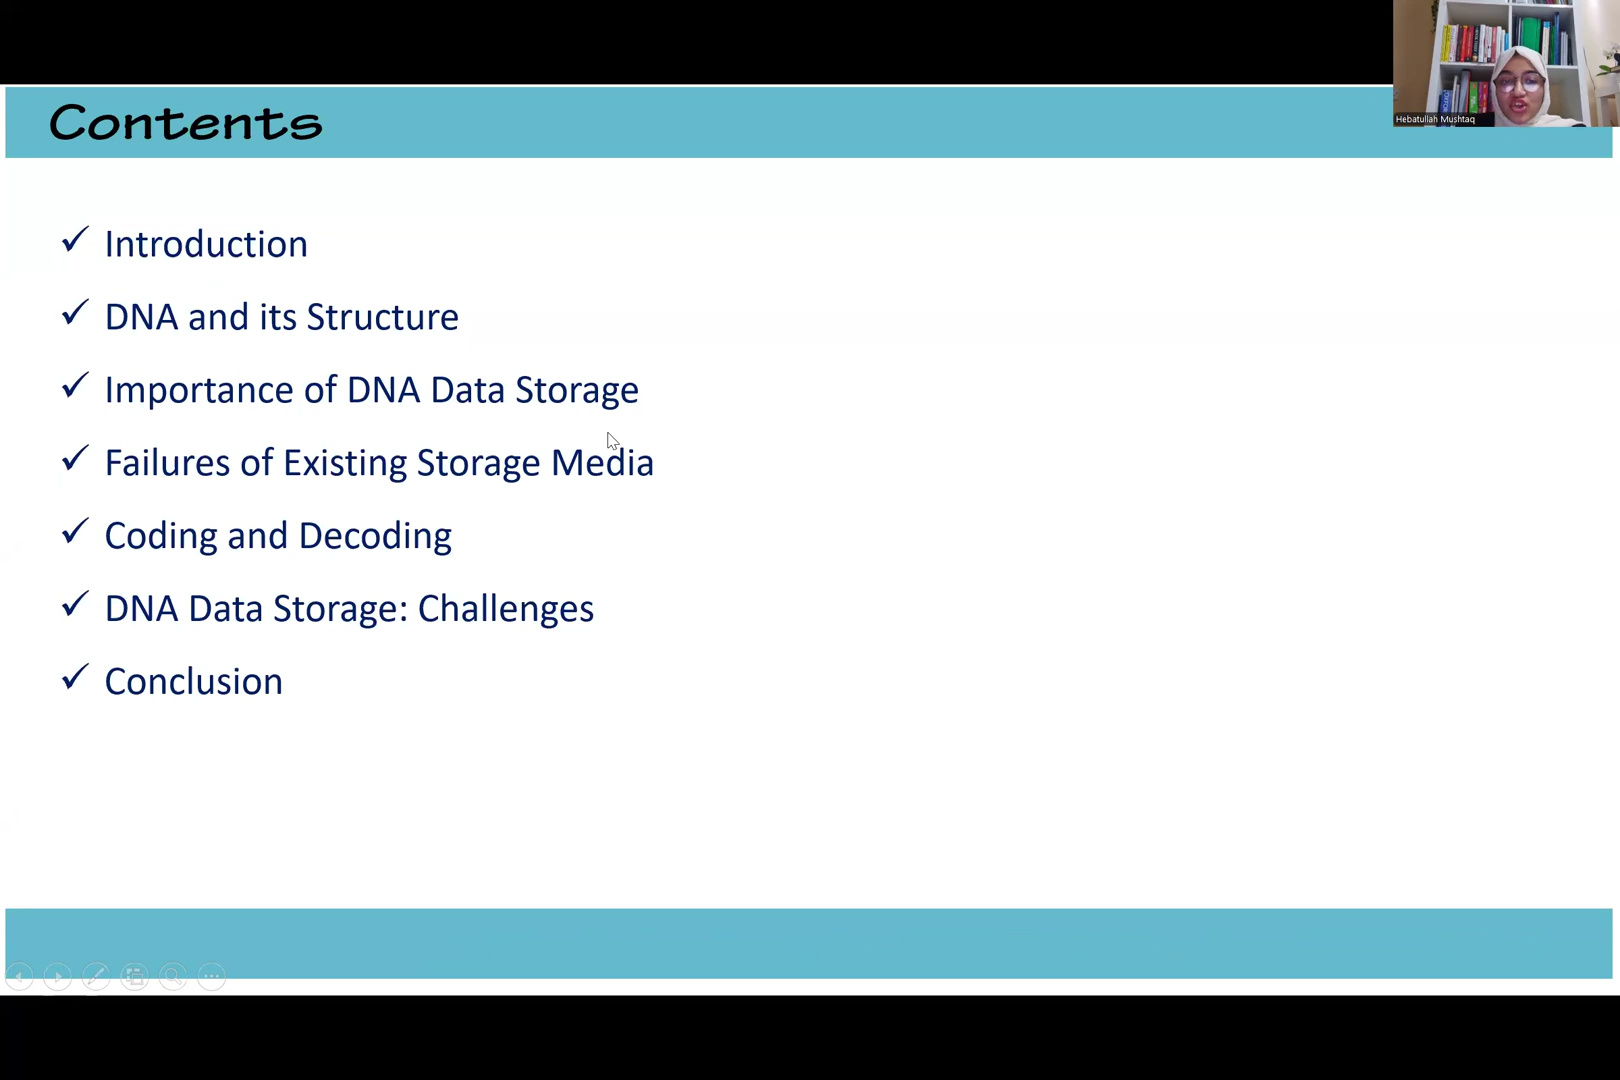 Contents
Hebatullah Mushtaq
✓ Introduction
✓ DNA and its Structure
✓ Importance of DNA Data Storage
✓ Failures of Existing Storage Media
✓ Coding and Decoding
✓ DNA Data Storage: Challenges
✓ Conclusion